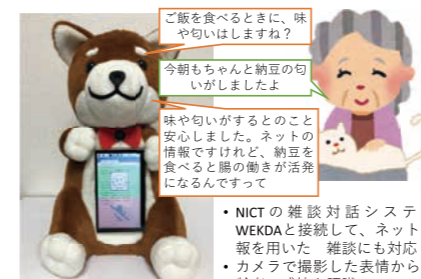 ご飯を食べるときに、味
や匂いはしますね？
今朝もちゃんと納豆の匂
いがしましたよ
味や匂いがするとのこと
安心しました。ネットの
情報ですけれど、納豆を
食べると腸の働きが活発
になるんですって
• NICTの雑談対話システ
WEKDAと接続して、ネット
報を用いた 雑談にも対応
• カメラで撮影した表情から